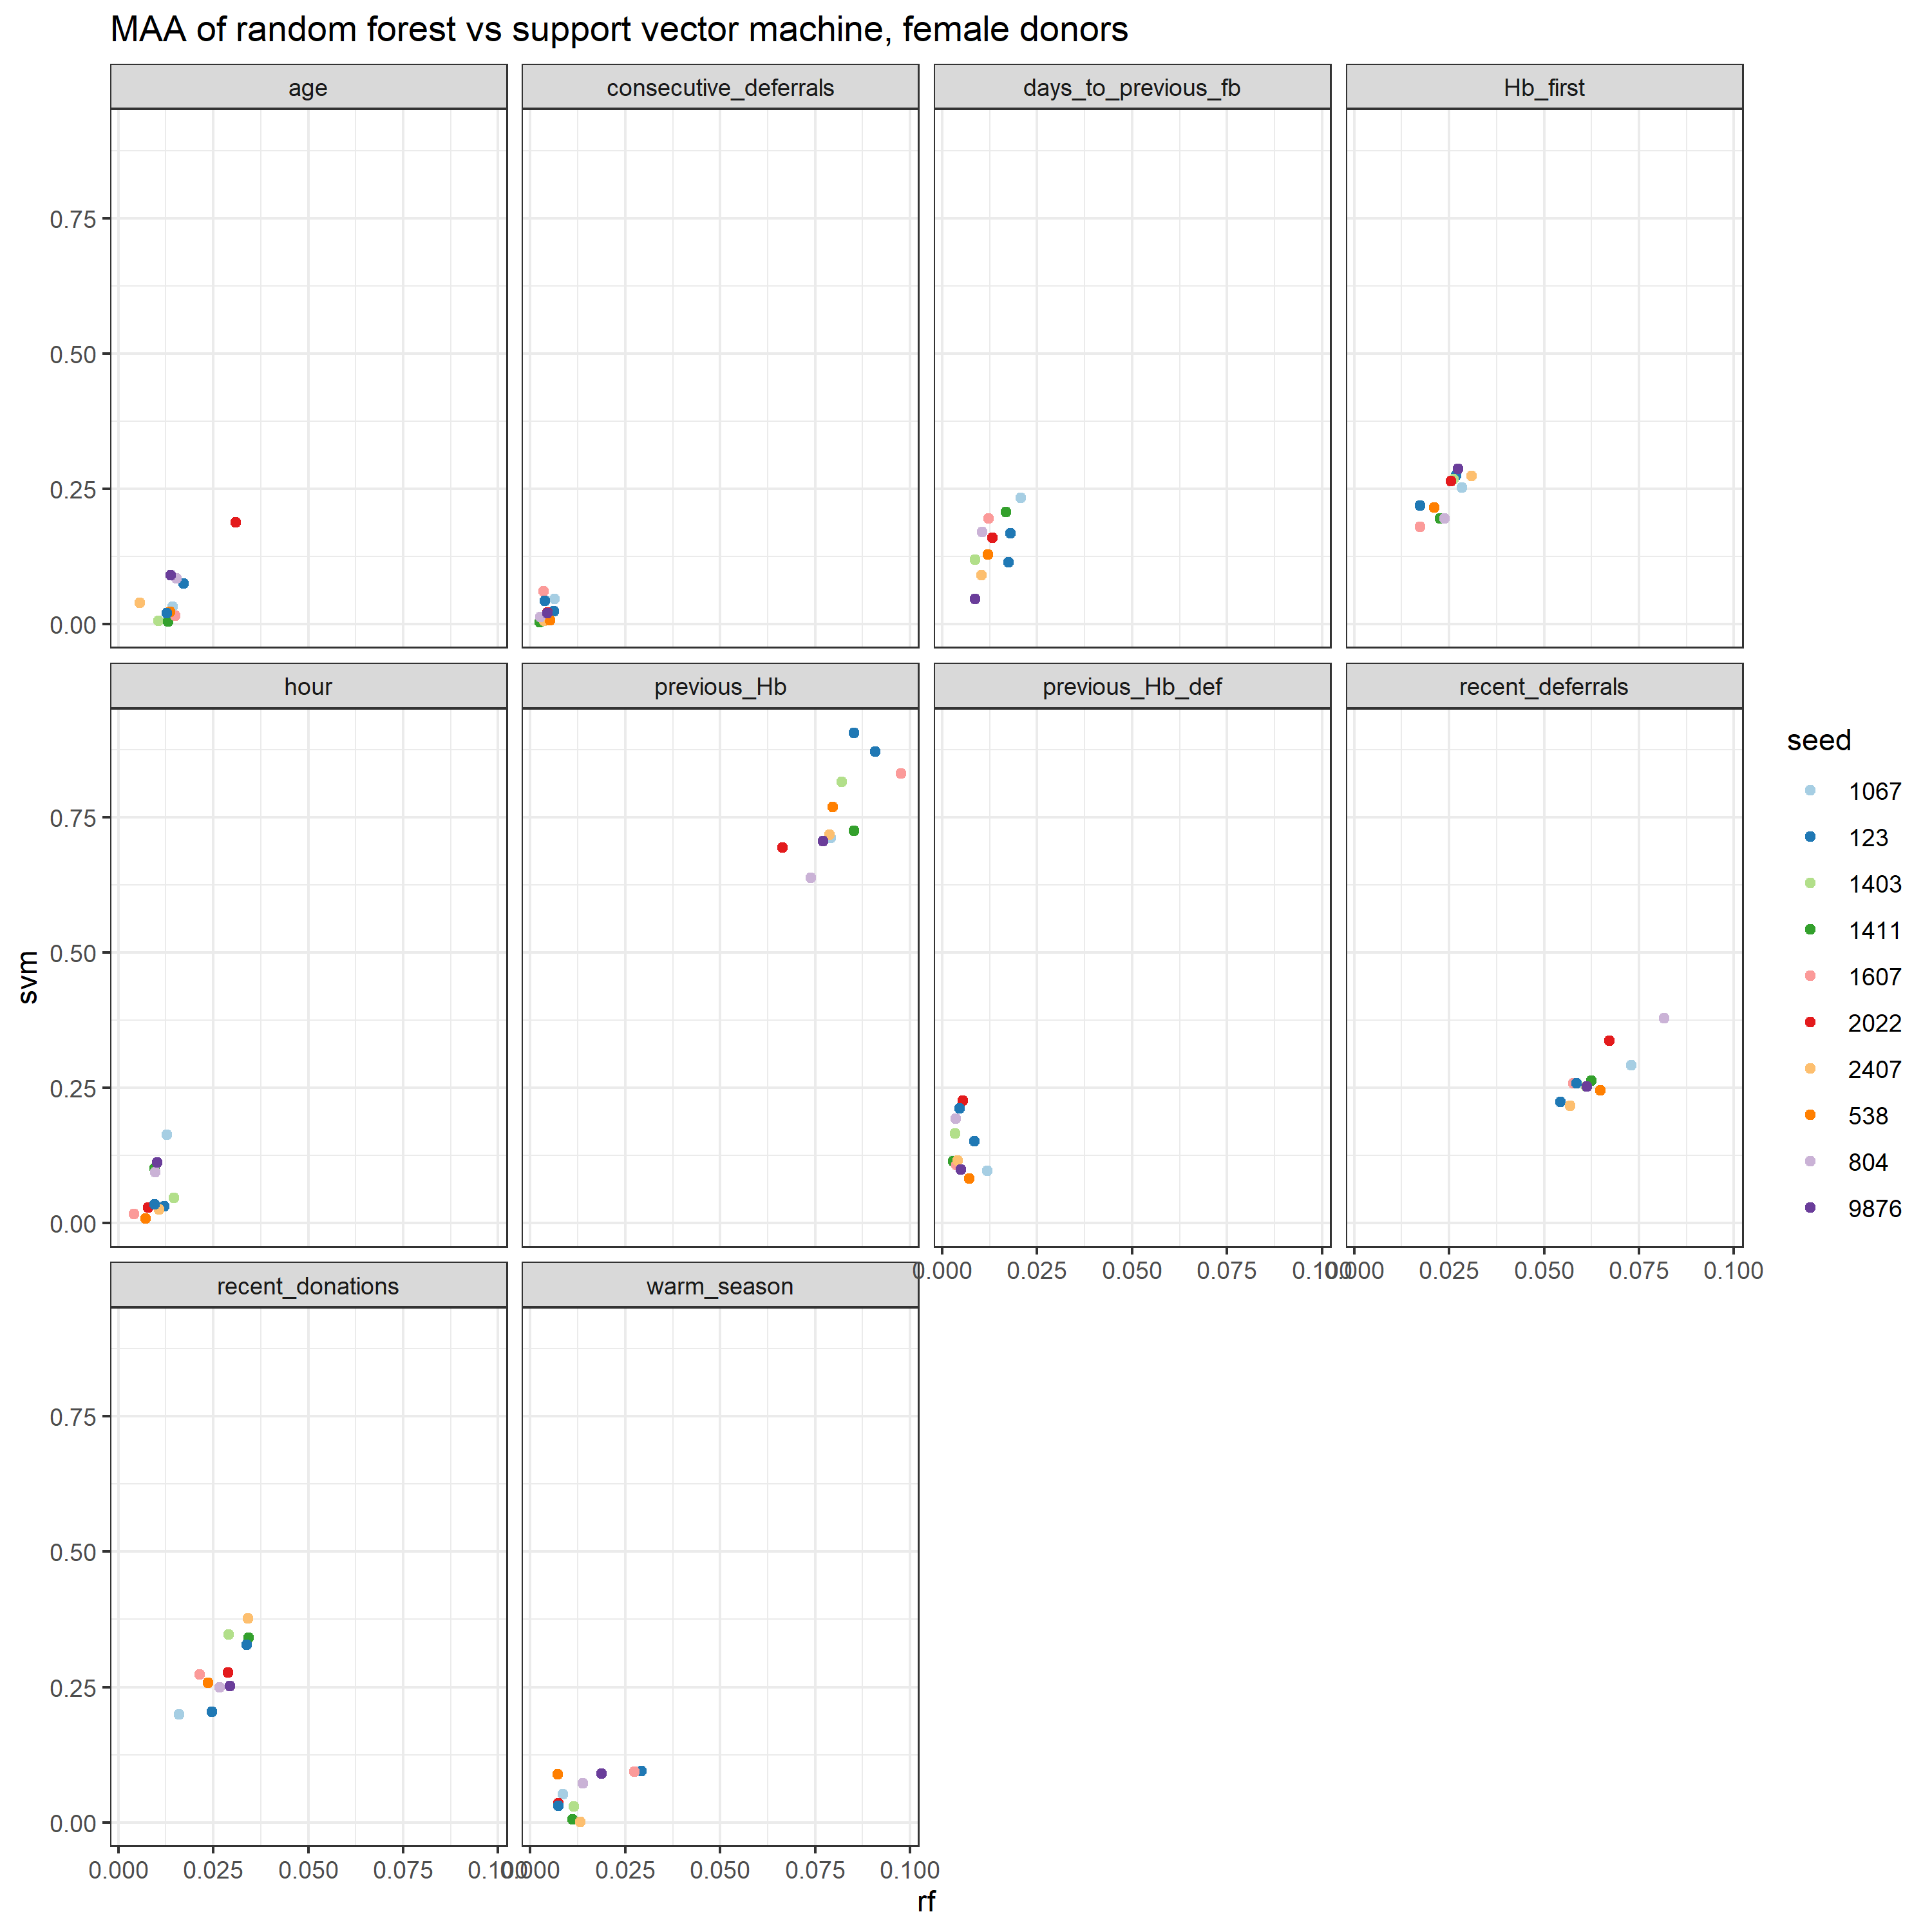 MAA of random forest vs support vector machine, female donors
age consecutive_deferrals days_to_previous_fb Hb_first
0.75
0.50
0.25
0.00
hour previous_Hb previous_Hb_def recent_deferrals
0.75
0.50
0.25
0.00
0.000 0.025 0.050 0.075 0.100 0.000 0.025 0.050 0.075 0.100
recent_donations warm_season
0.75
0.50
0.25
0.00
0.000 0.025 0.050 0.075 0.100 0.000 0.025 0.050 0.075 0.100
rf
svm
seed
1067
123
1403
1411
1607
2022
2407
538
804
9876